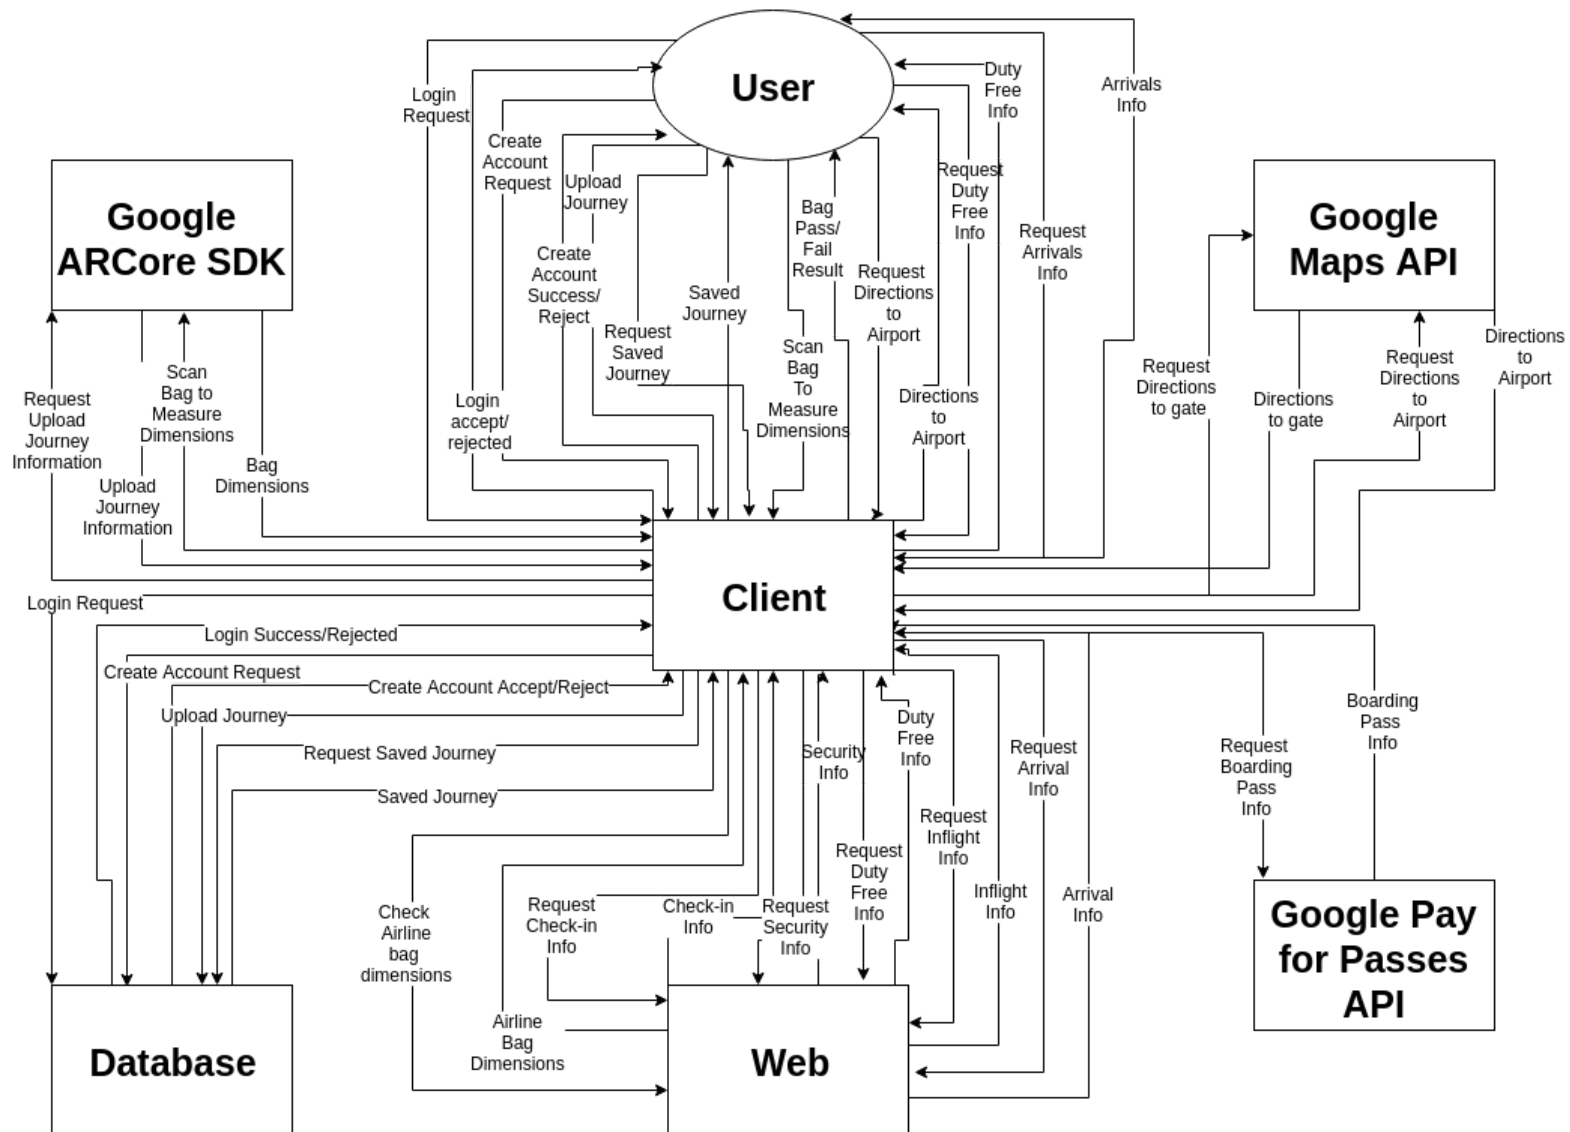 User
Login
Request
Create
Account
Request
Upload
Journey
Create
Account
Success/
Reject
Request
Saved
Journey
Saved
Journey
Login
accept/
rejected
Bag
Pass/
Fail
Result
Scan
Bag
To
Measure
Dimensions
Request
Directions
to
Airport
Directions
to
Airport
Duty
Free
Info
Request
Duty
Free
Info
Request
Arrivals
Info
Arrivals
Info
Google
ARCore SDK
Request
Upload
Journey
Information
Upload
Journey
Information
Scan
Bag to
Measure
Dimensions
Bag
Dimensions
Google
Maps API
Request
Directions
to gate
Directions
to gate
Request
Directions
to
Airport
Directions
to
Airport
Client
Login Request
Login Success/Rejected
Create Account Request
Create Account Accept/Reject
Upload Journey
Request Saved Journey
Saved Journey
Check
Airline
bag
dimensions
Airline
Bag
Dimensions
Request
Check-in
Info
Check-in
Info
Request
Security
Info
Security
Info
Request
Duty
Free
Info
Duty
Free
Info
Request
Inflight
Info
Inflight
Info
Request
Arrival
Info
Arrival
Info
Request
Boarding
Pass
Info
Boarding
Pass
Info
Database
Web
Google Pay
for Passes
API